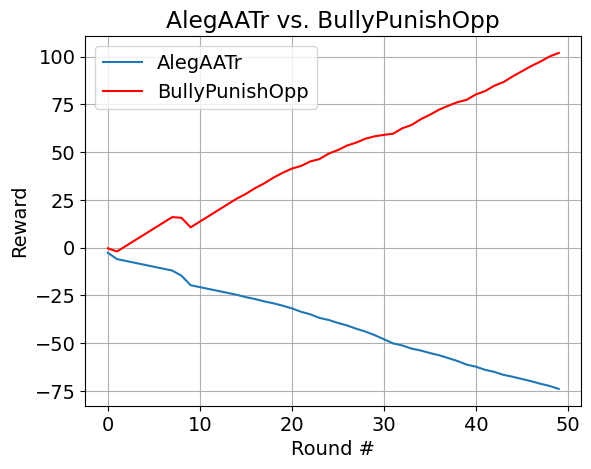 AlegAATr vs. BullyPunishOpp
AlegAATr
BullyPunishOpp
100
75
50
25
0
−25
−50
−75
Reward
0 10 20 30 40 50
Round #